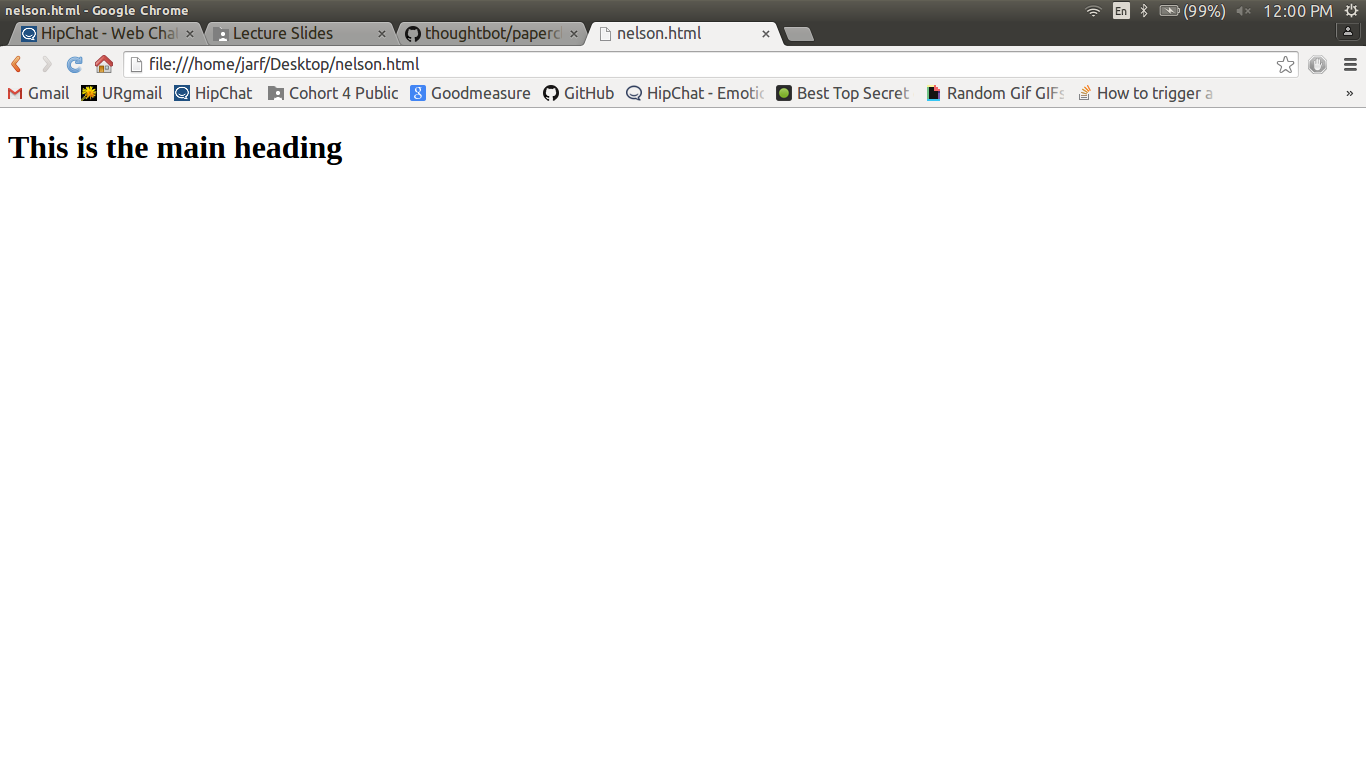 nelson.html - Google Chrome
En (99%) 12:00 PM
HipChat - Web Chat Lecture Slides thoughtbot/paperc nelson.html
file:///home/jarf/Desktop/nelson.html
Gmail URgmail HipChat Cohort 4 Public Goodmeasure GitHub HipChat - Emotic Best Top Secret Random Gif GIFs How to trigger a »
This is the main heading